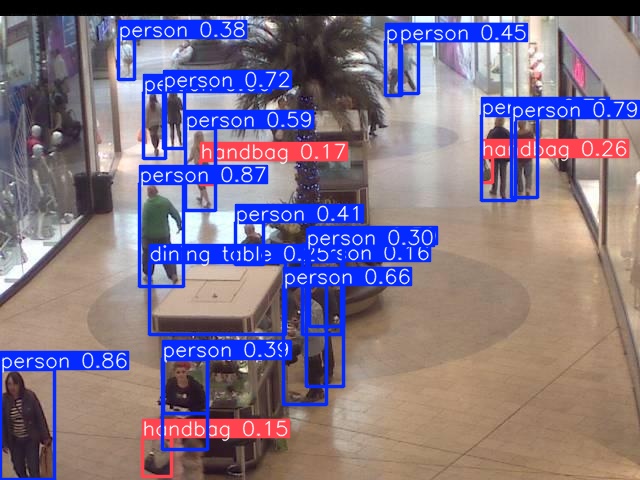 person 0.38
person 0.45
person 0.72
person 0.79
person 0.59
handbag 0.17
handbag 0.26
person 0.87
person 0.41
person 0.30
dining table 0.25
person 0.16
person 0.66
person 0.39
person 0.86
handbag 0.15